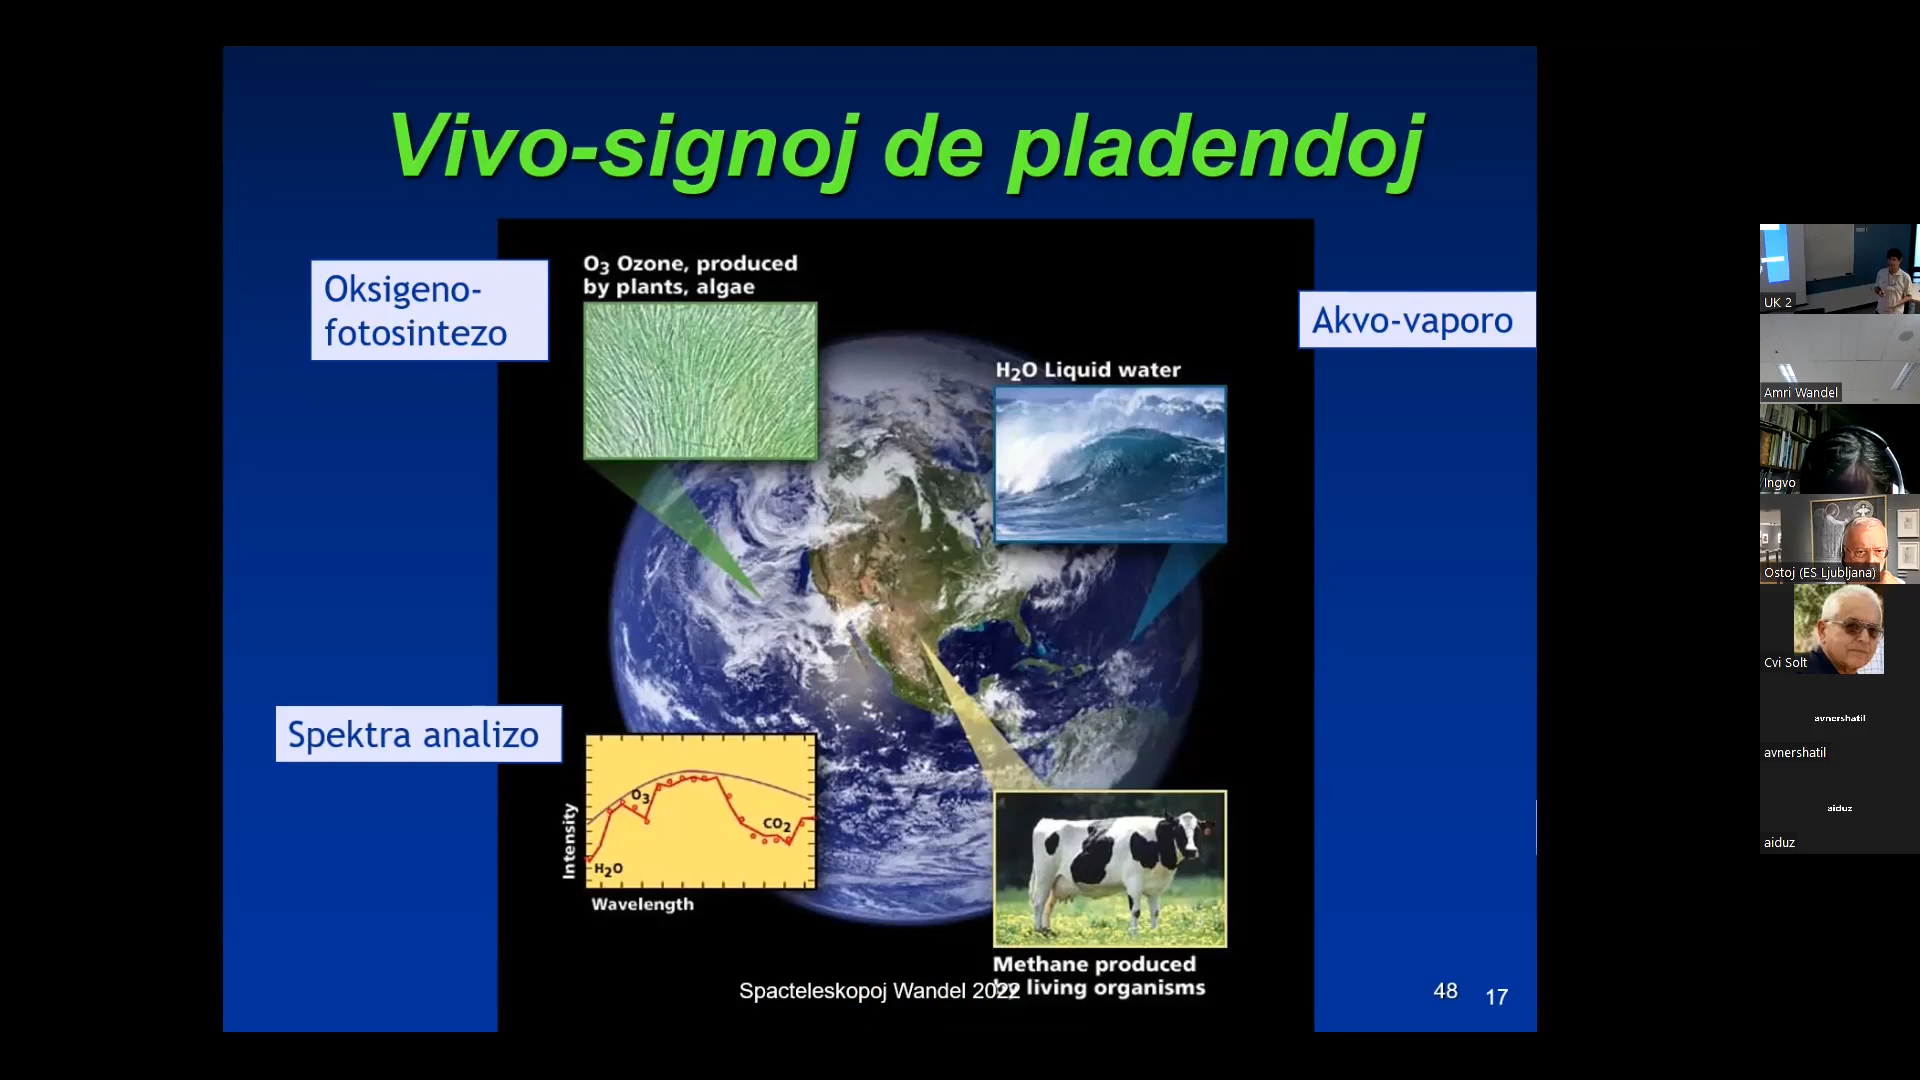 Vivo-signoj de pladendoj
Oksigeno-
fotosintezo
O3 Ozone, produced
by plants, algae
Akvo-vaporo
H2O Liquid water
Spektra analizo
O3
CO2
H2O
Intensity
Wavelength
Methane produced
by living organisms
Spacteleskopoj Wandel 2022
48
17
UK 2
Amri Wandel
Ingvo
Ostoj (ES Ljubljana)
Cvi Solt
avnershatil
avnershatil
aiduz
aiduz